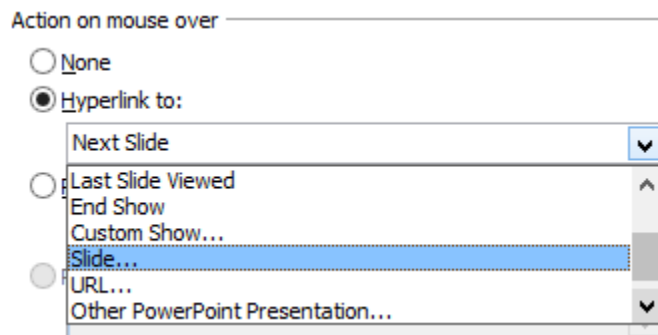 Action on mouse over
None
Hyperlink to:
Next Slide
Last Slide Viewed
End Show
Custom Show...
Slide...
URL...
Other PowerPoint Presentation...